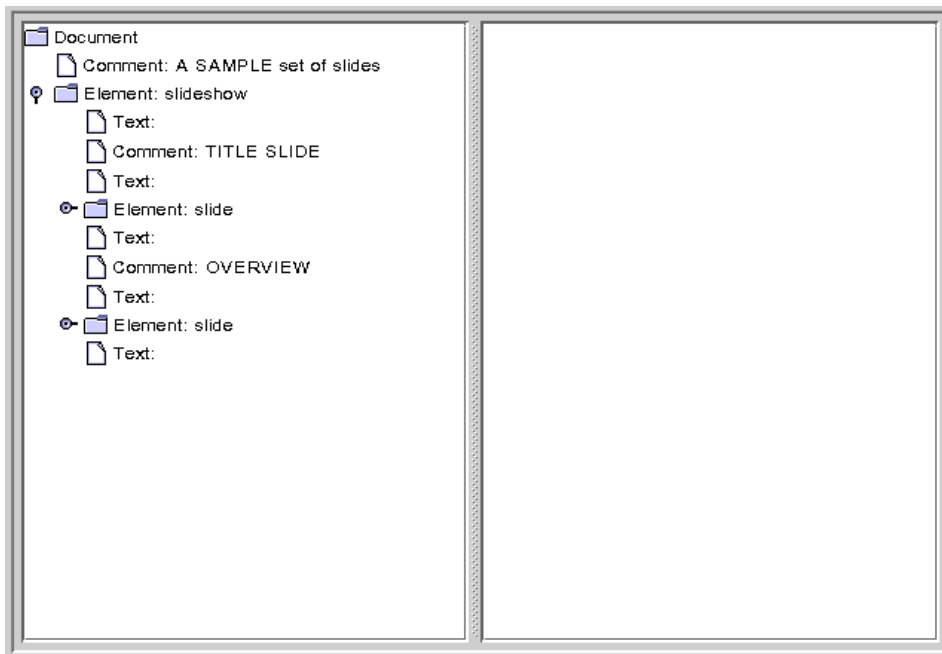 Document
Comment: A SAMPLE set of slides
Element: slideshow
Text:
Comment: TITLE SLIDE
Text:
Element: slide
Text:
Comment: OVERVIEW
Text:
Element: slide
Text: